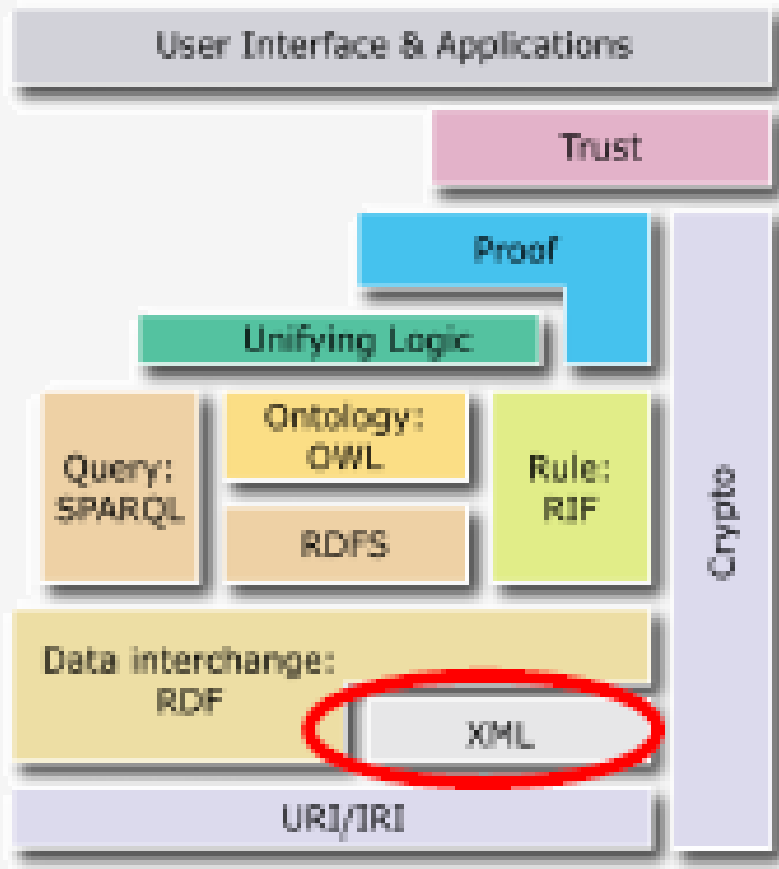 User Interface & Applications
Trust
Proof
Unifying Logic
Query:
SPARQL
Ontology:
OWL
RDFS
Rule:
RIF
Crypto
Data interchange:
RDF
XML
URI/IRI